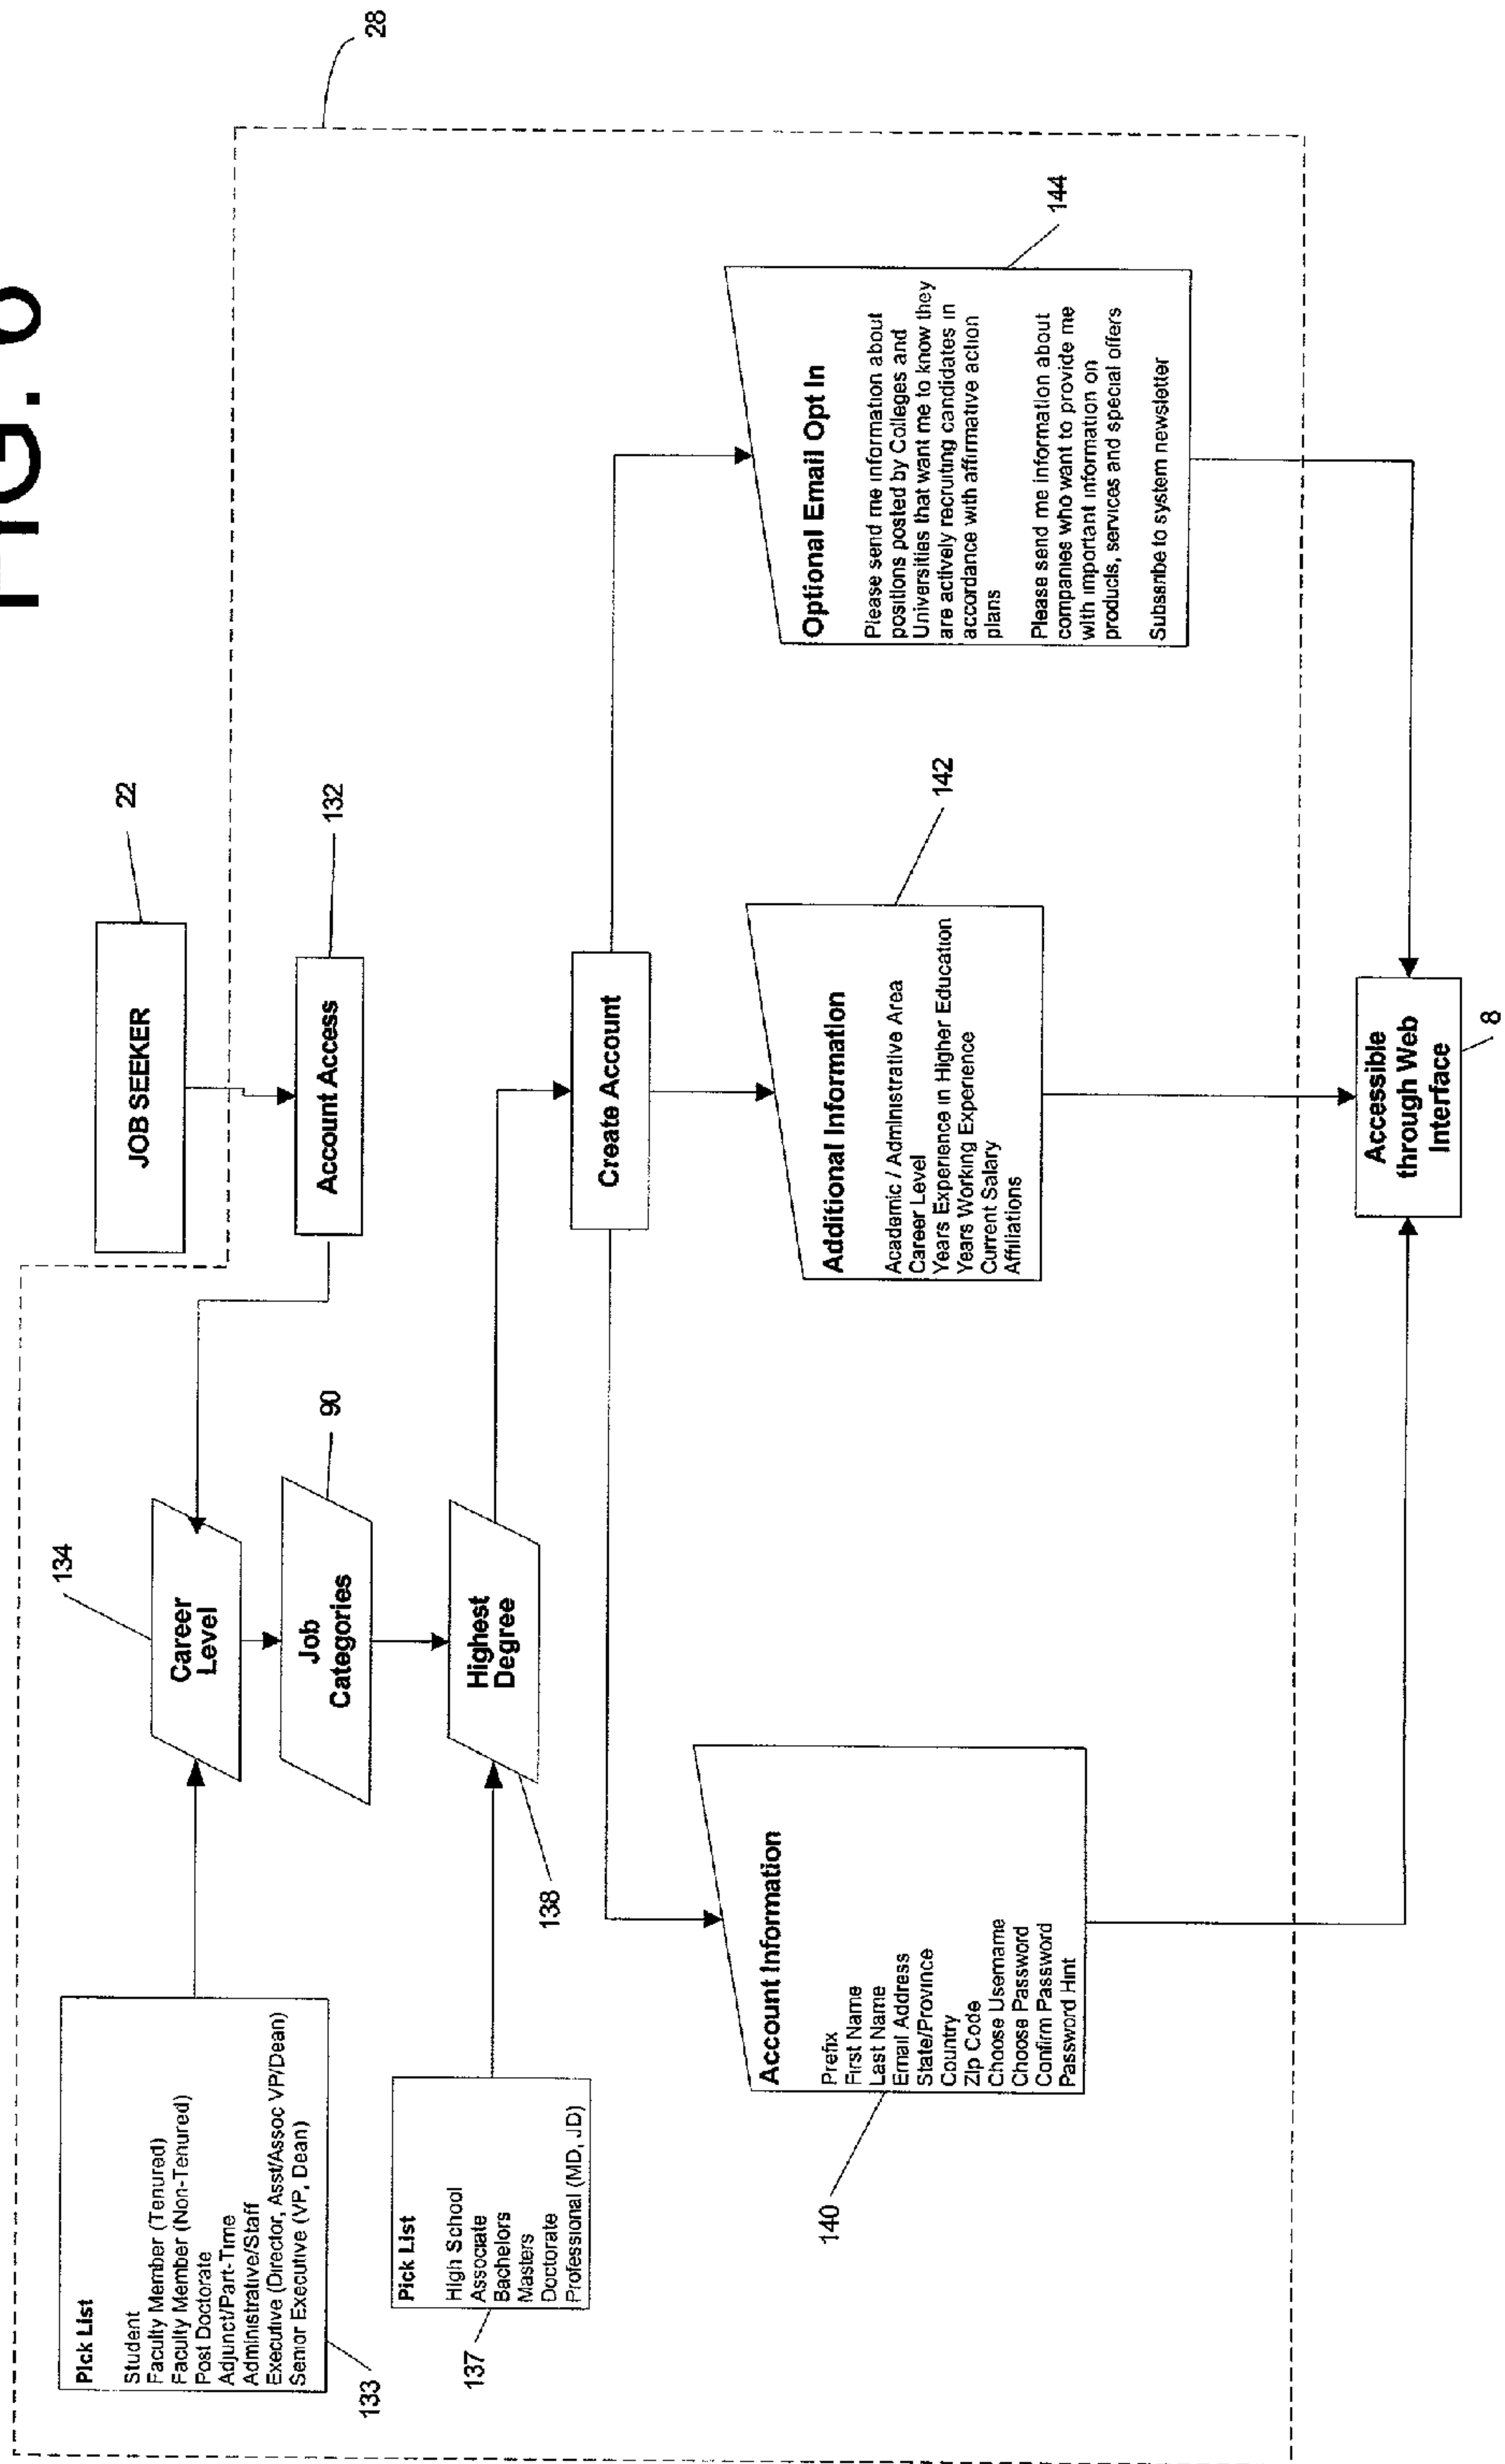 FIG.
JOB SEEKER
22
28
Account Access
132
Pick List
Student
Faculty Member (Tenured)
Faculty Member (Non-Tenured)
Post Doctorate
Adjunct/Part-Time
Administrative/Staff
Executive (Director, Asst/Assoc VP/Dean)
Senior Executive (VP, Dean)
133
134
Career
Level
Job
Categories
90
Pick List
High School
Associate
Bachelors
Masters
Doctorate
Professional (MD, JD)
137
Highest
Degree
138
Create Account
Account Information
Prefix
First Name
Last Name
Email Address
State/Province
Country
Zip Code
Choose Username
Choose Password
Confirm Password
Password Hint
140
Additional Information
Academic / Administrative Area
Career Level
Years Experience in Higher Education
Years Working Experience
Current Salary
Affiliations
142
Optional Email Opt In
Please send me information about
positions posted by Colleges and
Universities that want me to know they
are actively recruiting candidates in
accordance with affirmative action
plans
Please send me information about
companies who want to provide me
with important information on
products, services and special offers
Subscribe to system newsletter
144
Accessible
through Web
Interface
8